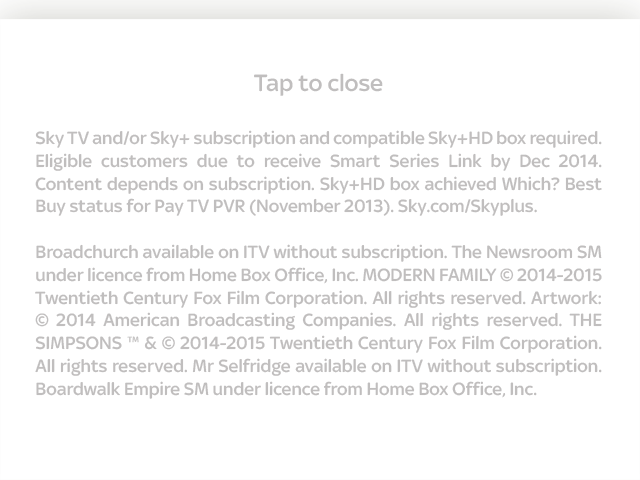 Tap to close
Sky TV and/or Sky+ subscription and compatible Sky+HD box required.
Eligible customers due to receive Smart Series Link by Dec 2014.
Content depends on subscription. Sky+HD box achieved Which? Best
Buy status for Pay TV PVR (November 2013). Sky.com/Skyplus.
Broadchurch available on ITV without subscription. The Newsroom SM
under licence from Home Box Office, Inc. MODERN FAMILY © 2014-2015
Twentieth Century Fox Film Corporation. All rights reserved. Artwork:
© 2014 American Broadcasting Companies. All rights reserved. THE
SIMPSONS ™ & © 2014-2015 Twentieth Century Fox Film Corporation.
All rights reserved. Mr Selfridge available on ITV without subscription.
Boardwalk Empire SM under licence from Home Box Office, Inc.